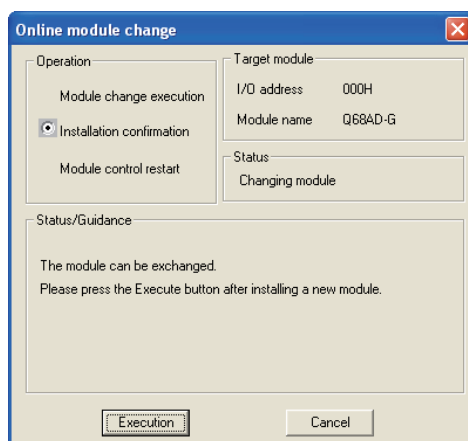 Online module change
Operation
Module change execution
Installation confirmation
Module control restart
Target module
I/O address 000H
Module name Q68AD-G
Status
Changing module
Status/Guidance
The module can be exchanged.
Please press the Execute button after installing a new module.
Execution
Cancel